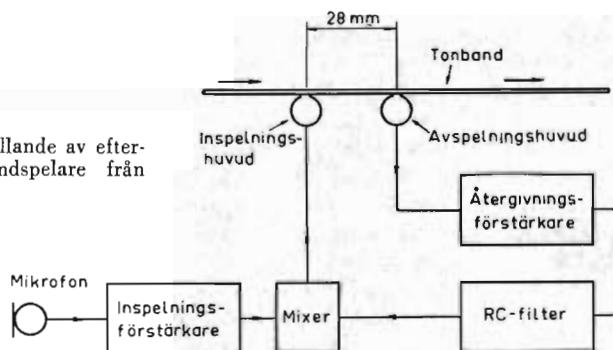 28 mm
Tonband
Inspelnings-
huvud
Avspelningshuvud
llande av efter-
ndspelare från
Återgivnings-
förstärkare
Mikrofon
Inspelnings-
förstärkare
Mixer
RC-filter